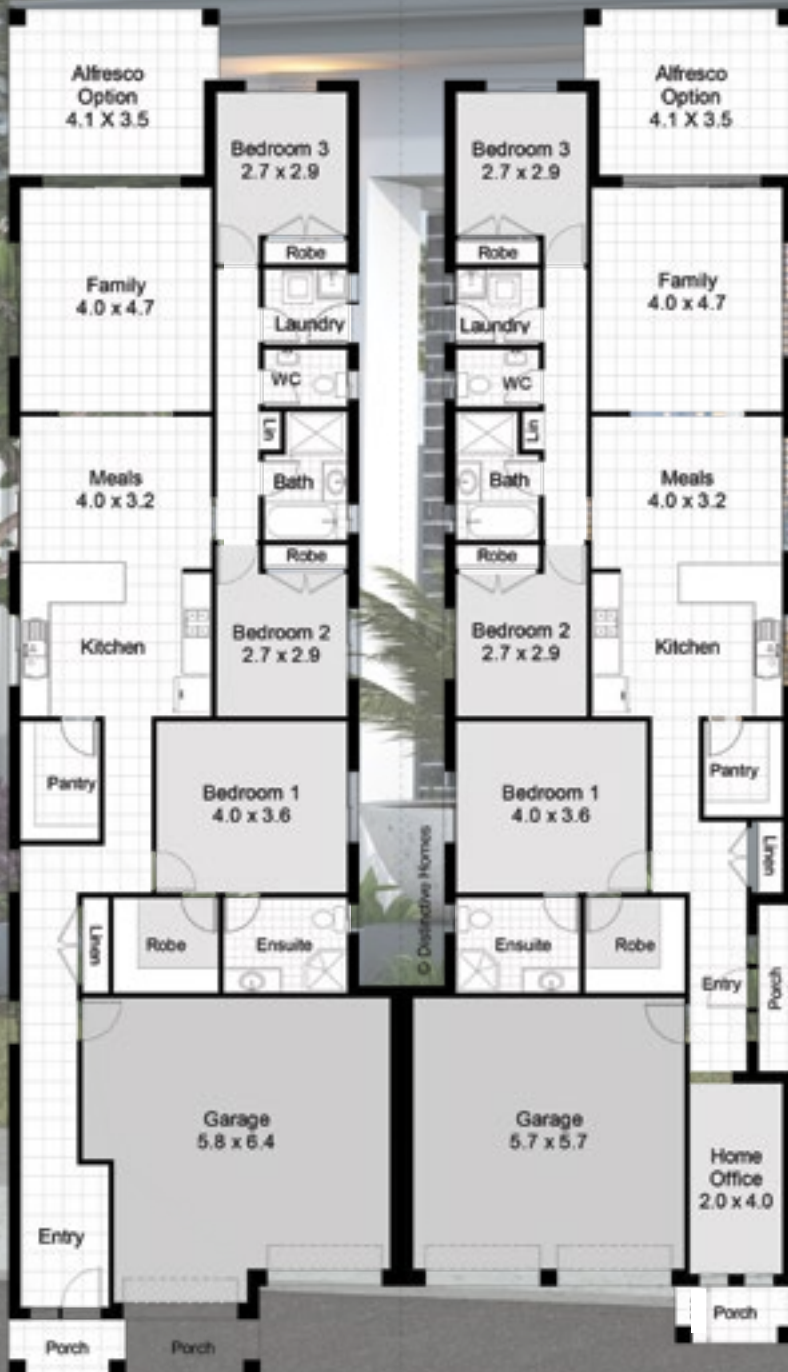 Alfresco
Option
4.1 X 3.5
Bedroom 3
2.7 x 2.9
Robe
Family
4.0 x 4.7
Laundry
WC
Lin
Meals
4.0 x 3.2
Bath
Robe
Kitchen
Bedroom 2
2.7 x 2.9
Pantry
Bedroom 1
4.0 x 3.6
Linen
Robe
Ensuite
Garage
5.8 x 6.4
Entry
Porch
Porch
© Distinctive Homes
Alfresco
Option
4.1 X 3.5
Bedroom 3
2.7 x 2.9
Robe
Family
4.0 x 4.7
Laundry
WC
Lin
Meals
4.0 x 3.2
Bath
Robe
Bedroom 2
2.7 x 2.9
Kitchen
Bedroom 1
4.0 x 3.6
Pantry
Linen
Ensuite
Robe
Entry
Porch
Garage
5.7 x 5.7
Home
Office
2.0 x 4.0
Porch